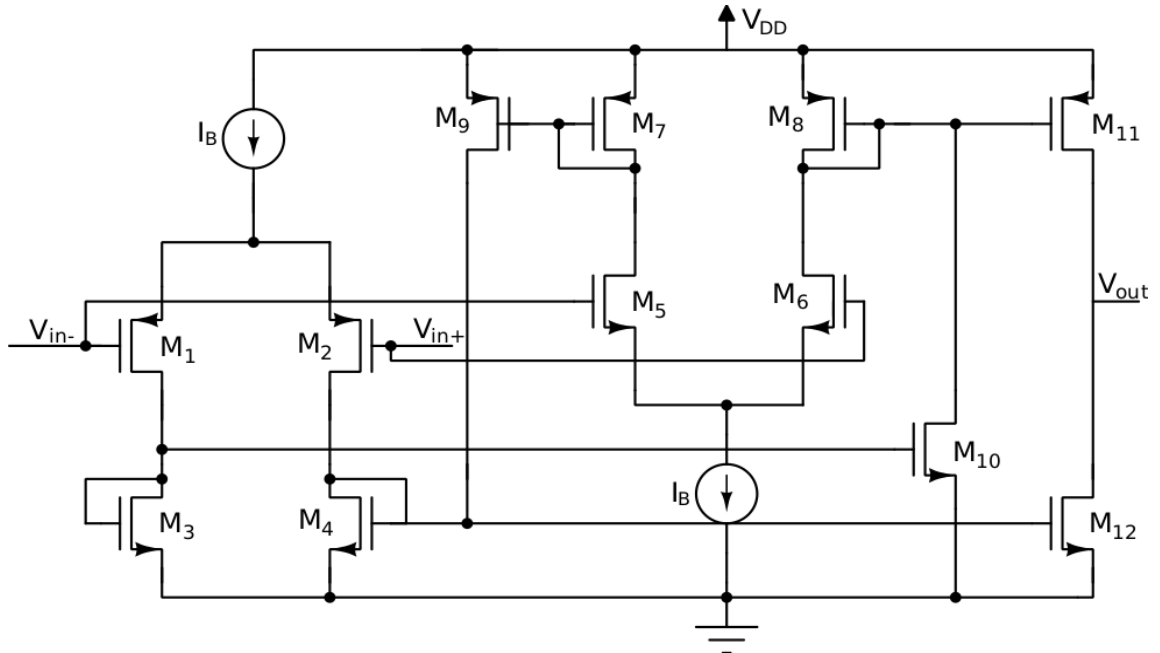 V_DD
M_9
M_7
M_8
M_11
I_B
M_5
M_6
V_out
V_in-
M_1
M_2
V_in+
M_10
I_B
M_3
M_4
M_12